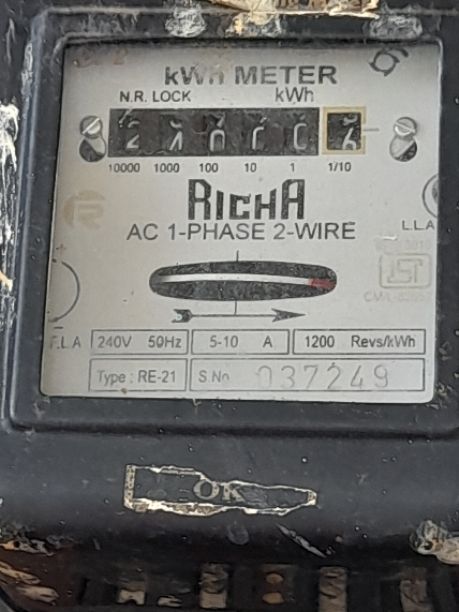 kWh METER
N.R. LOCK kWh
10000 1000 100 10 1 1/10
RICHA
AC 1-PHASE 2-WIRE
L.L.A
F.L.A 240V 50Hz 5-10 A 1200 Revs/kWh
Type : RE-21 S.No. 037249
OK